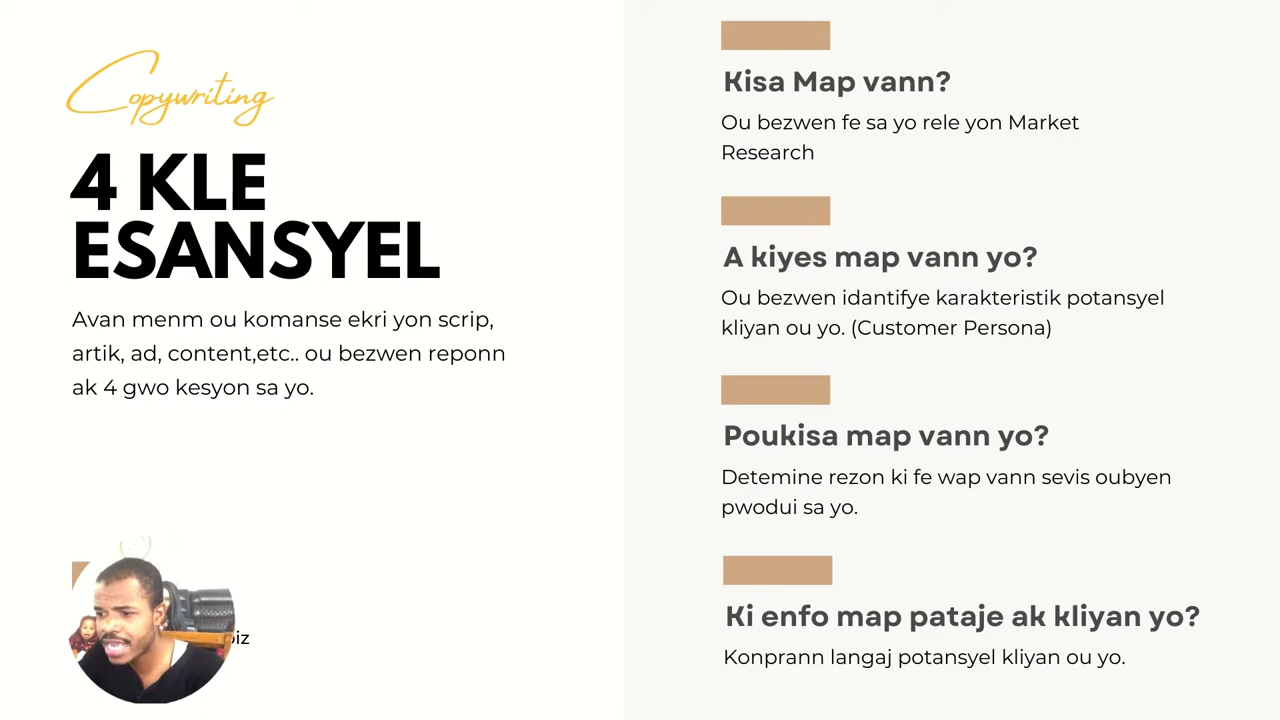 Copywriting
4 KLE
ESANSYEL
Avan menm ou komanse ekri yon scrip,
artik, ad, content,etc.. ou bezwen reponn
ak 4 gwo kesyon sa yo.
Kisa Map vann?
Ou bezwen fe sa yo rele yon Market
Research
A kiyes map vann yo?
Ou bezwen idantifye karakteristik potansyel
kliyan ou yo. (Customer Persona)
Poukisa map vann yo?
Detemine rezon ki fe wap vann sevis oubyen
pwodui sa yo.
Ki enfo map pataje ak kliyan yo?
Konprann langaj potansyel kliyan ou yo.